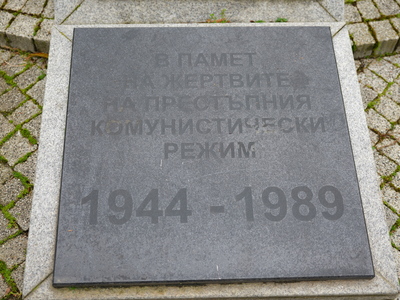 В ПАМЕТ
НА ЖЕРТВИТЕ
НА ПРЕСТЪПНИЯ
КОМУНИСТИЧЕСКИ
РЕЖИМ
1944 - 1989